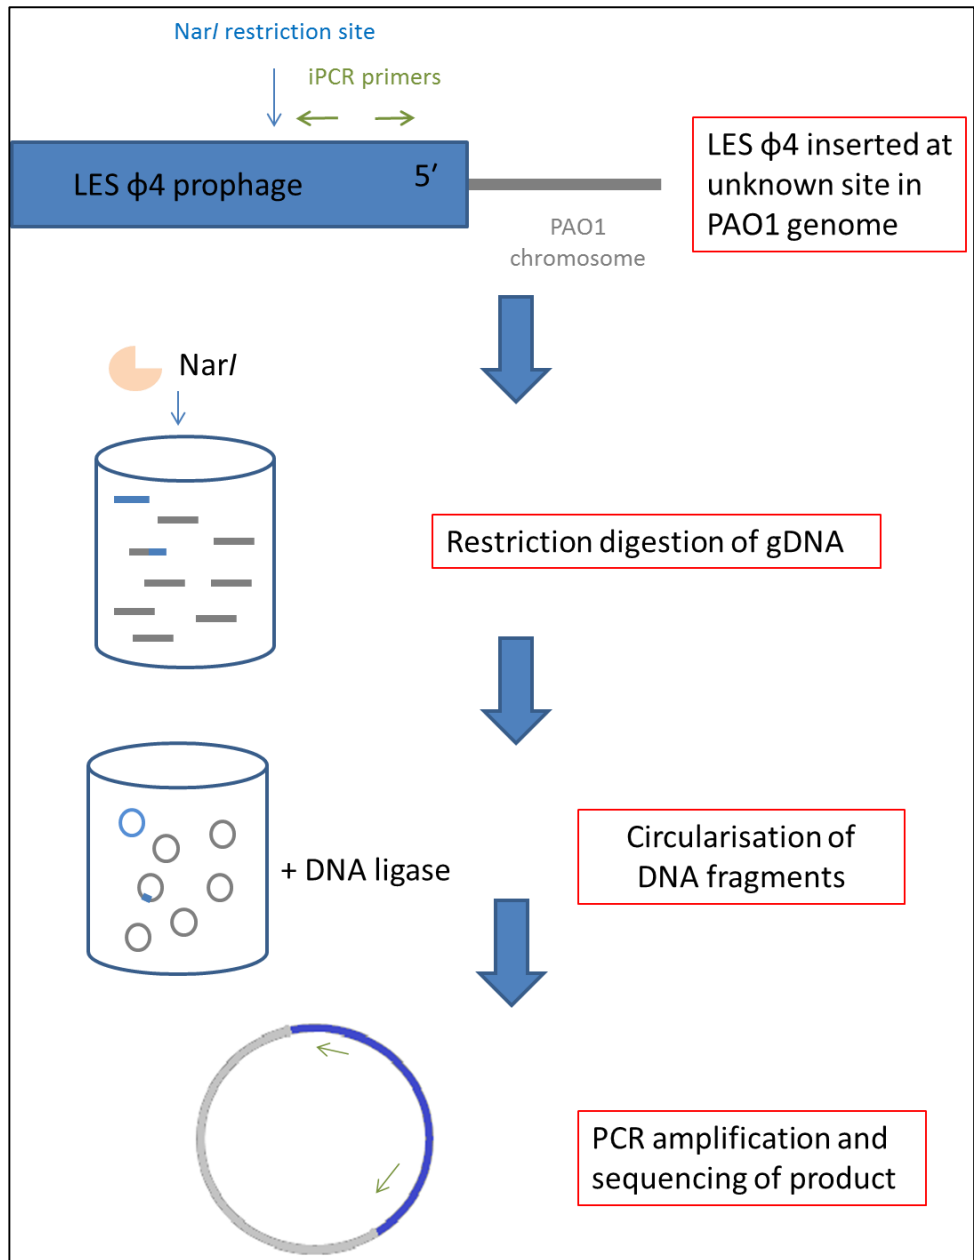 NarI restriction site
iPCR primers
LES ϕ4 prophage
5′
PAO1
chromosome
LES ϕ4 inserted at
unknown site in
PAO1 genome
NarI
Restriction digestion of gDNA
+ DNA ligase
Circularisation of
DNA fragments
PCR amplification and
sequencing of product